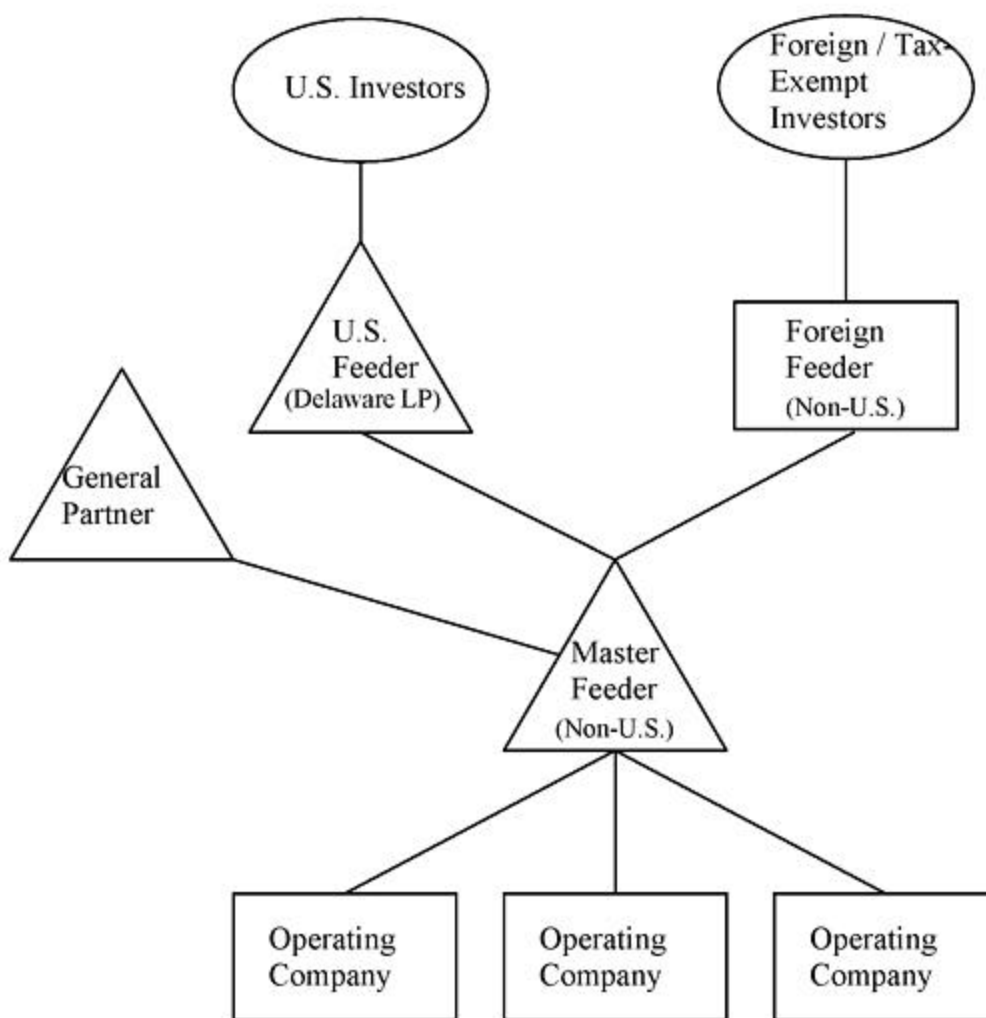 U.S. Investors
Foreign / Tax-
Exempt
Investors
U.S.
Feeder
(Delaware LP)
Foreign
Feeder
(Non-U.S.)
General
Partner
Master
Feeder
(Non-U.S.)
Operating
Company
Operating
Company
Operating
Company